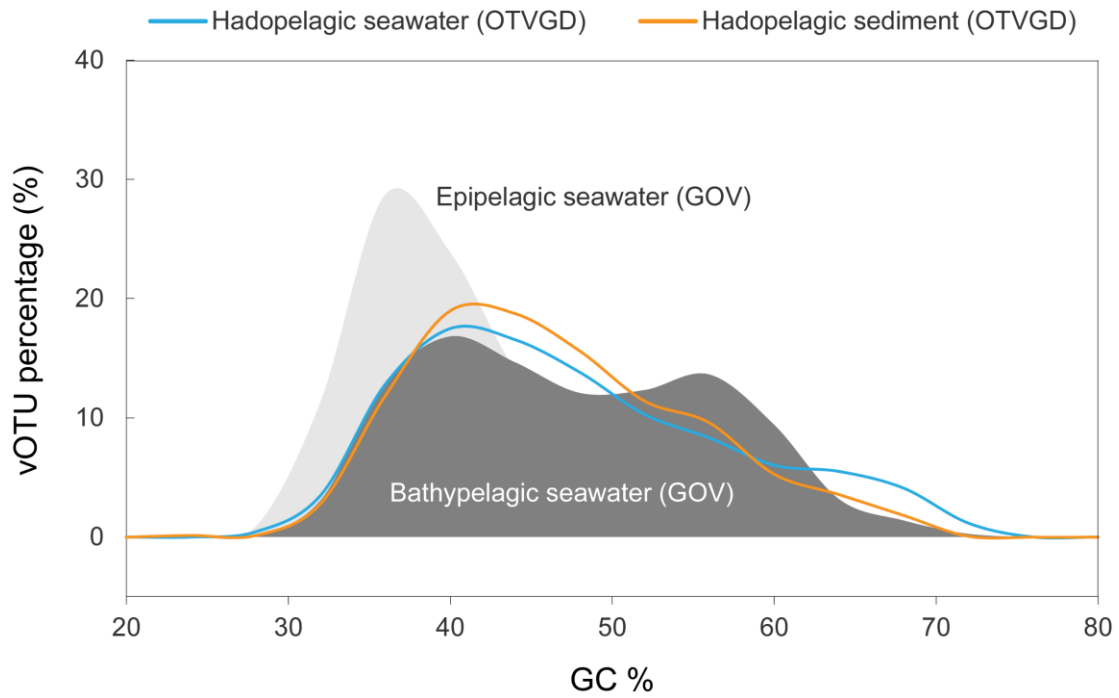 Hadopelagic seawater (OTVGD) Hadopelagic sediment (OTVGD)
40
30
20
10
0
vOTU percentage (%)
Epipelagic seawater (GOV)
Bathypelagic seawater (GOV)
20 30 40 50 60 70 80
GC %